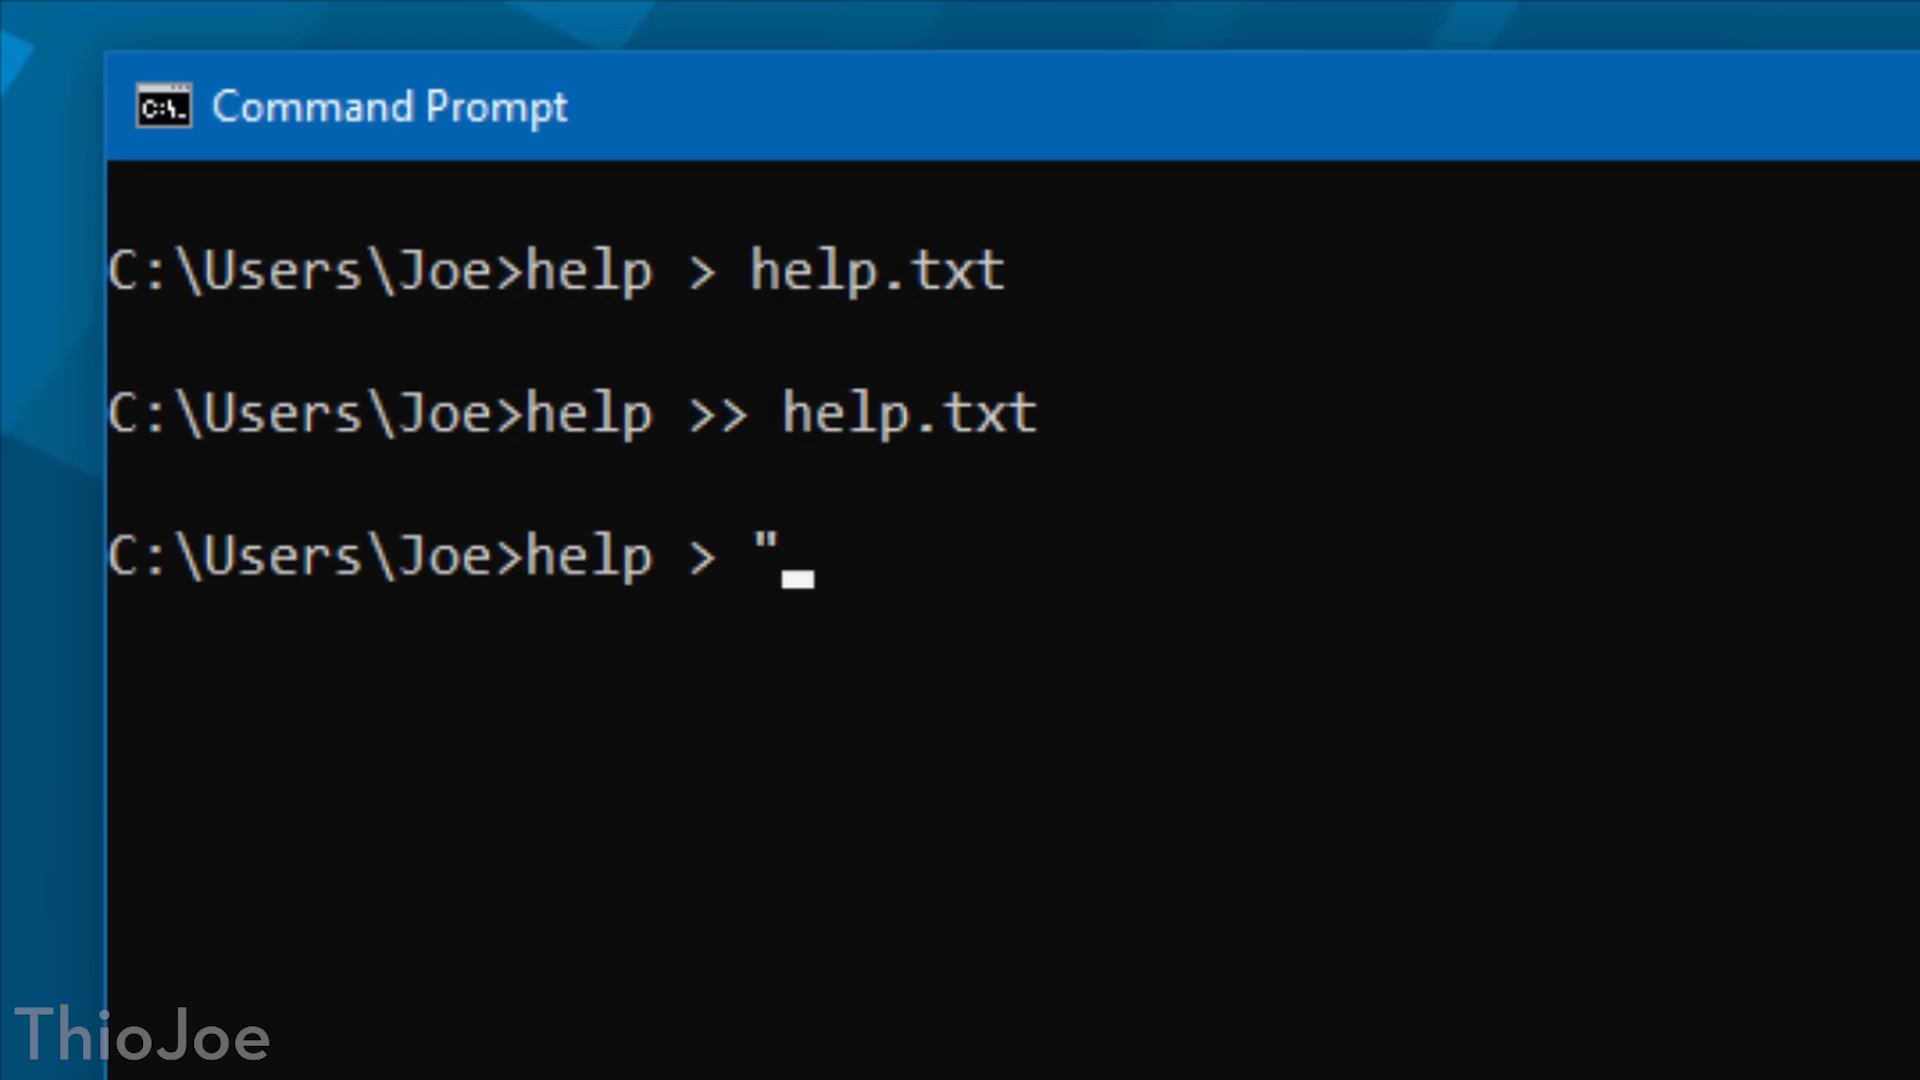 C:\_
Command Prompt
C:\Users\Joe>help > help.txt
C:\Users\Joe>help >> help.txt
C:\Users\Joe>help > "
ThioJoe